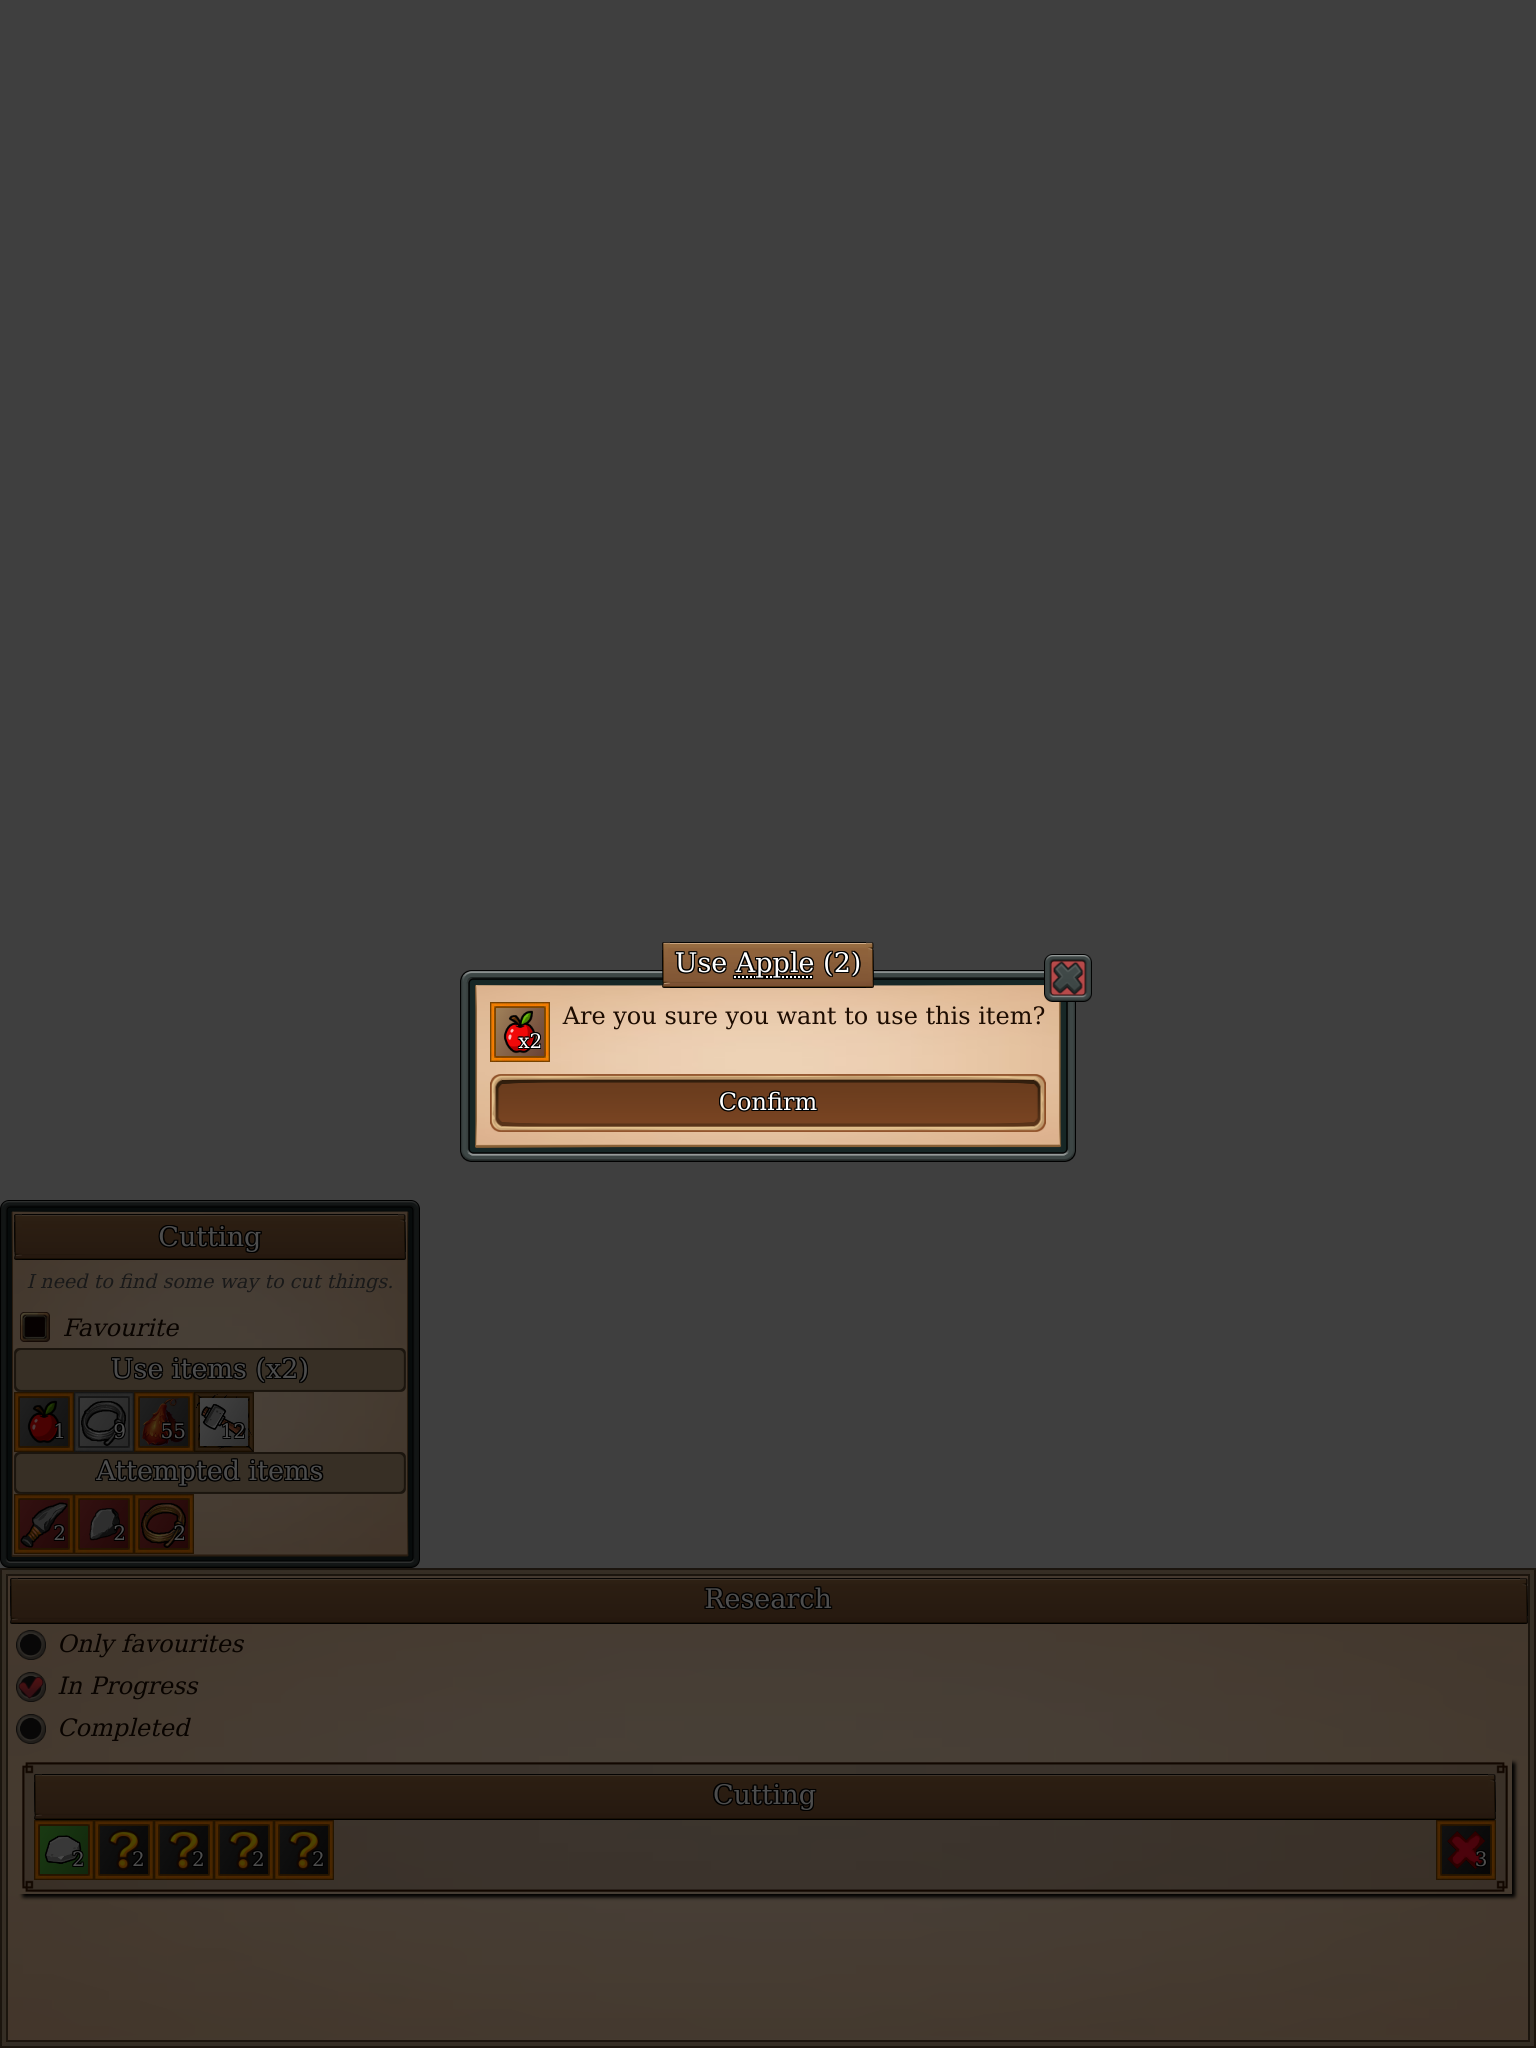 Use Apple (2)
Are you sure you want to use this item?
x2
Confirm
Cutting
I need to find some way to cut things.
Favourite
Use items (x2)
1 9 55 12
Attempted items
2 2 2
Research
Only favourites
In Progress
Completed
Cutting
2 ?2 ?2 ?2 ?2 3